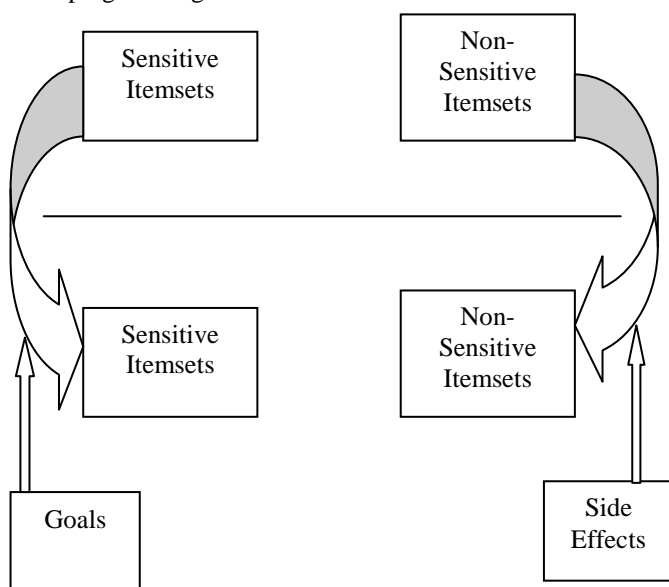 Sensitive
Itemsets
Non-
Sensitive
Itemsets
Sensitive
Itemsets
Non-
Sensitive
Itemsets
Goals
Side
Effects